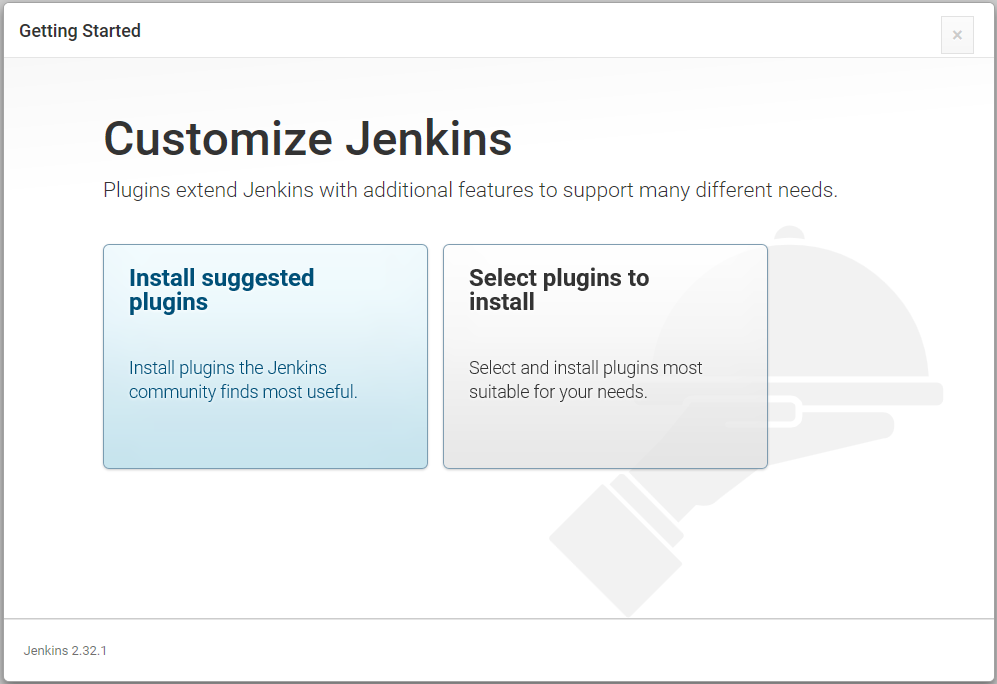 Getting Started
×
Customize Jenkins
Plugins extend Jenkins with additional features to support many different needs.
Install suggested
plugins
Install plugins the Jenkins
community finds most useful.
Select plugins to
install
Select and install plugins most
suitable for your needs.
Jenkins 2.32.1